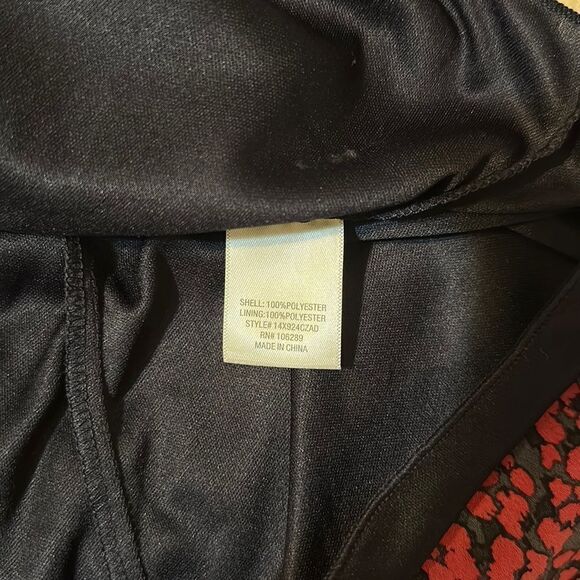 SHELL: 100%POLYESTER
LINING:100%POLYESTER
STYLE# 14X924CZAD
RN# 106289
MADE IN CHINA